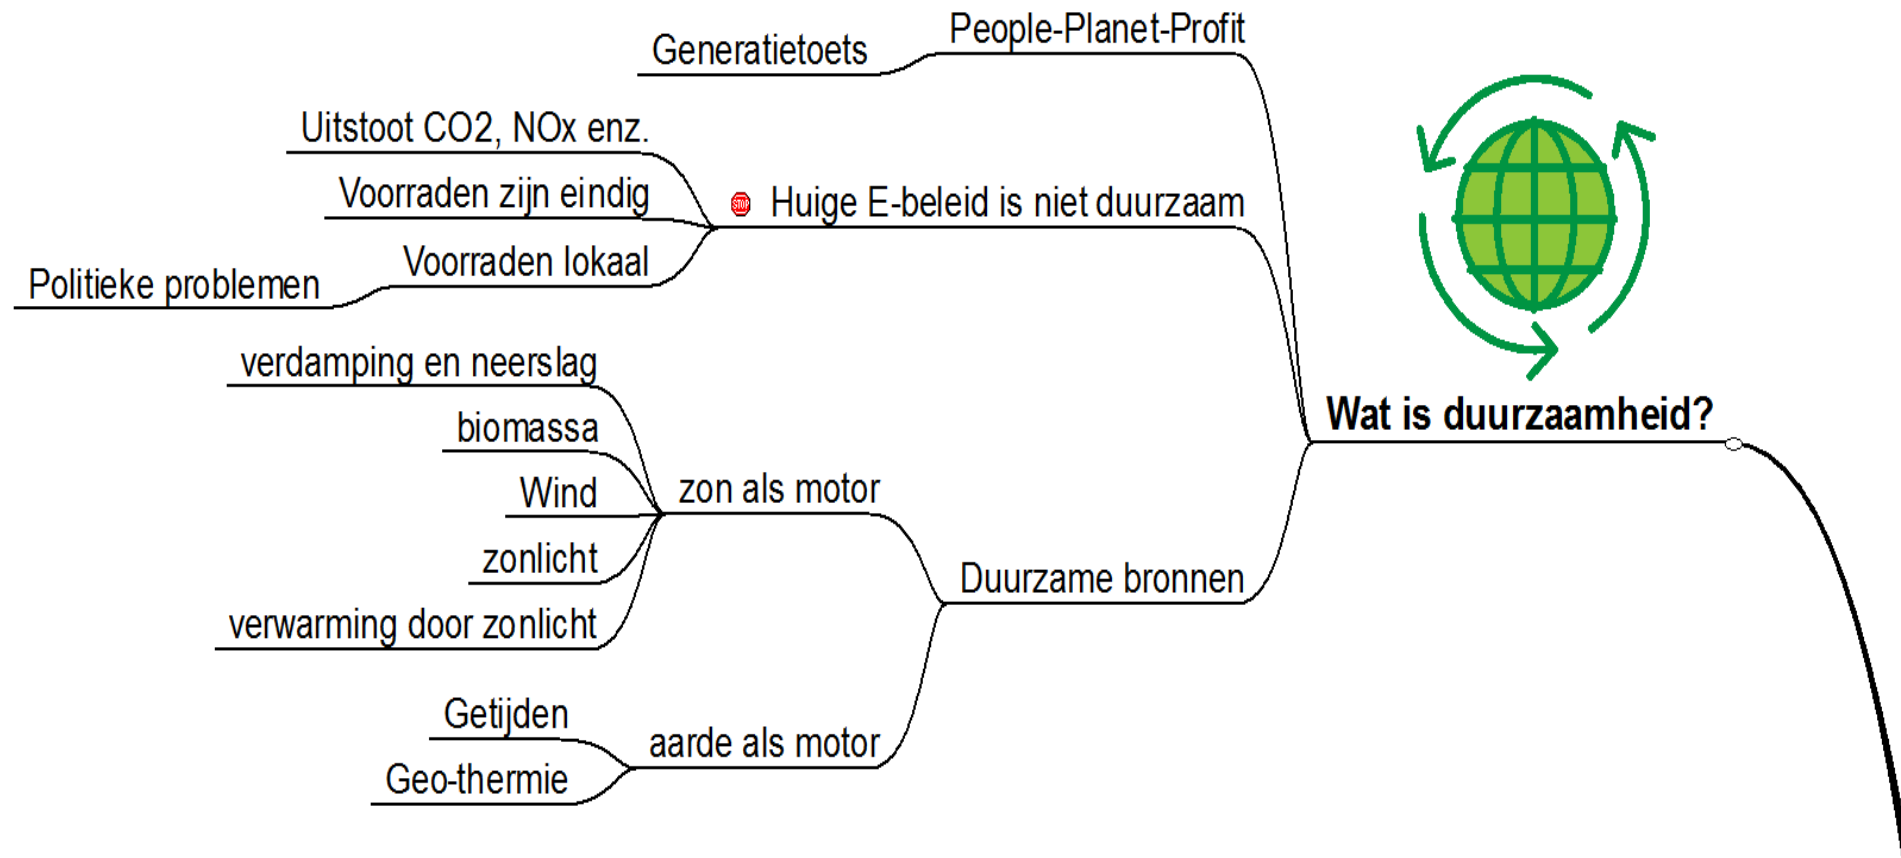 People-Planet-Profit
Generatietoets
Uitstoot CO2, NOx enz.
Voorraden zijn eindig
STOP Huige E-beleid is niet duurzaam
Voorraden lokaal
Politieke problemen
verdamping en neerslag
Wat is duurzaamheid?
biomassa
Wind
zon als motor
zonlicht
Duurzame bronnen
verwarming door zonlicht
Getijden
aarde als motor
Geo-thermie